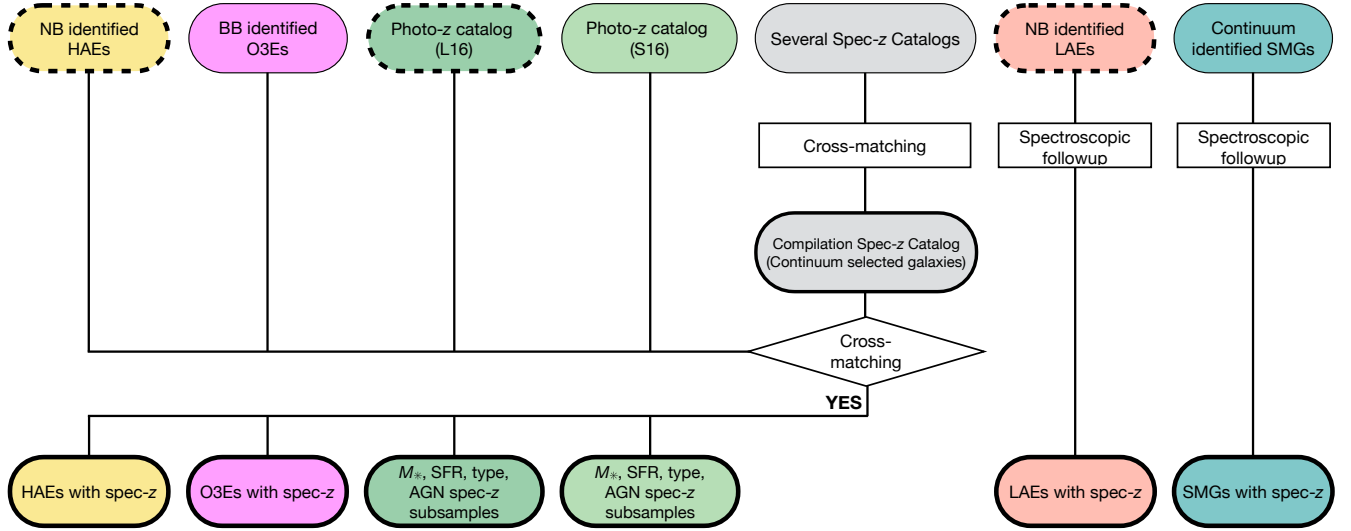 NB identified
HAEs
BB identified
O3Es
Photo-z catalog
(L16)
Photo-z catalog
(S16)
Several Spec-z Catalogs
NB identified
LAEs
Continuum
identified SMGs
Cross-matching
Spectroscopic
followup
Spectroscopic
followup
Compilation Spec-z Catalog
(Continuum selected galaxies)
Cross-
matching
YES
HAEs with spec-z
O3Es with spec-z
M*, SFR, type,
AGN spec-z
subsamples
M*, SFR, type,
AGN spec-z
subsamples
LAEs with spec-z
SMGs with spec-z